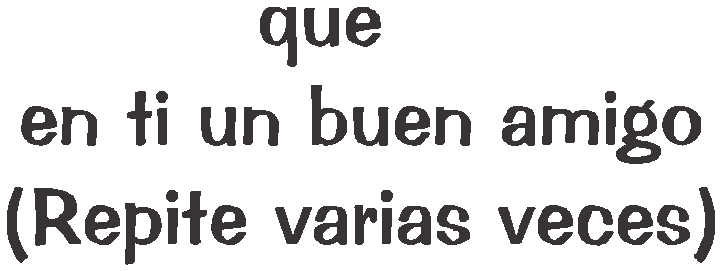 que
en ti un buen amigo
(Repite varias veces)